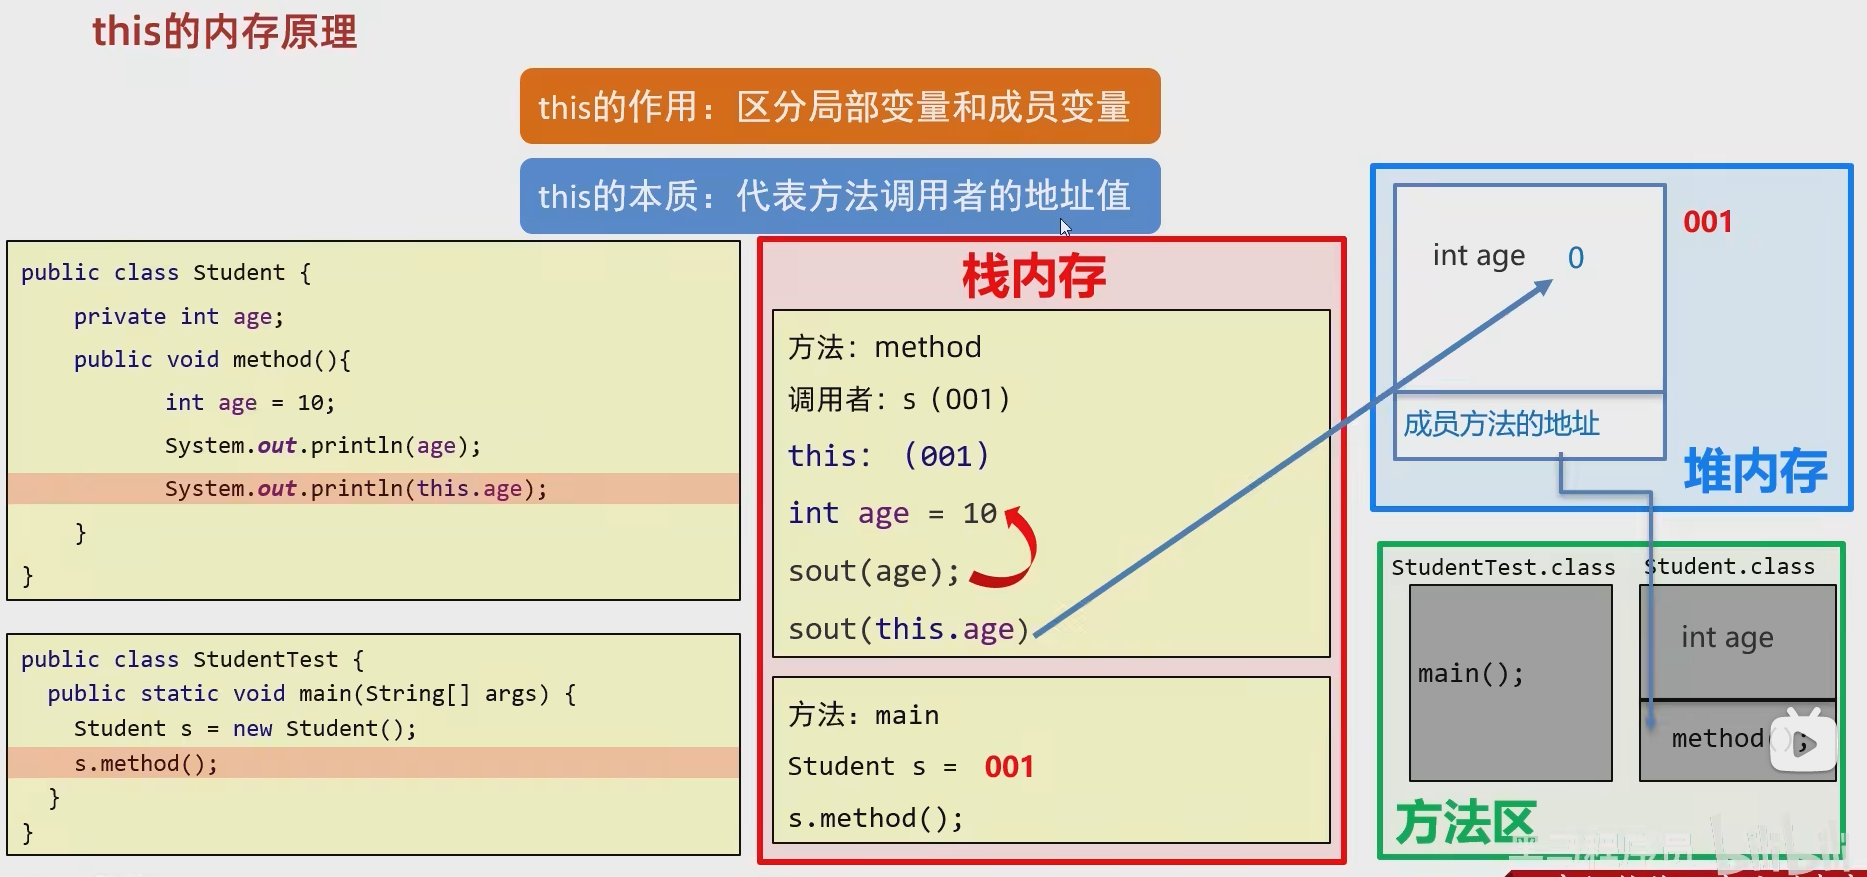 this的内存原理
this的作用：区分局部变量和成员变量
this的本质：代表方法调用者的地址值
public class Student {
private int age;
public void method(){
int age = 10;
System.out.println(age);
System.out.println(this.age);
}
}
public class StudentTest {
public static void main(String[] args) {
Student s = new Student();
s.method();
}
}
栈内存
方法：method
调用者：s（001）
this：（001）
int age = 10
sout(age);
sout(this.age)
方法：main
Student s = 001
s.method();
001
int age 0
成员方法的地址
堆内存
StudentTest.class
main();
Student.class
int age
method();
方法区
黑马程序员
bilibili